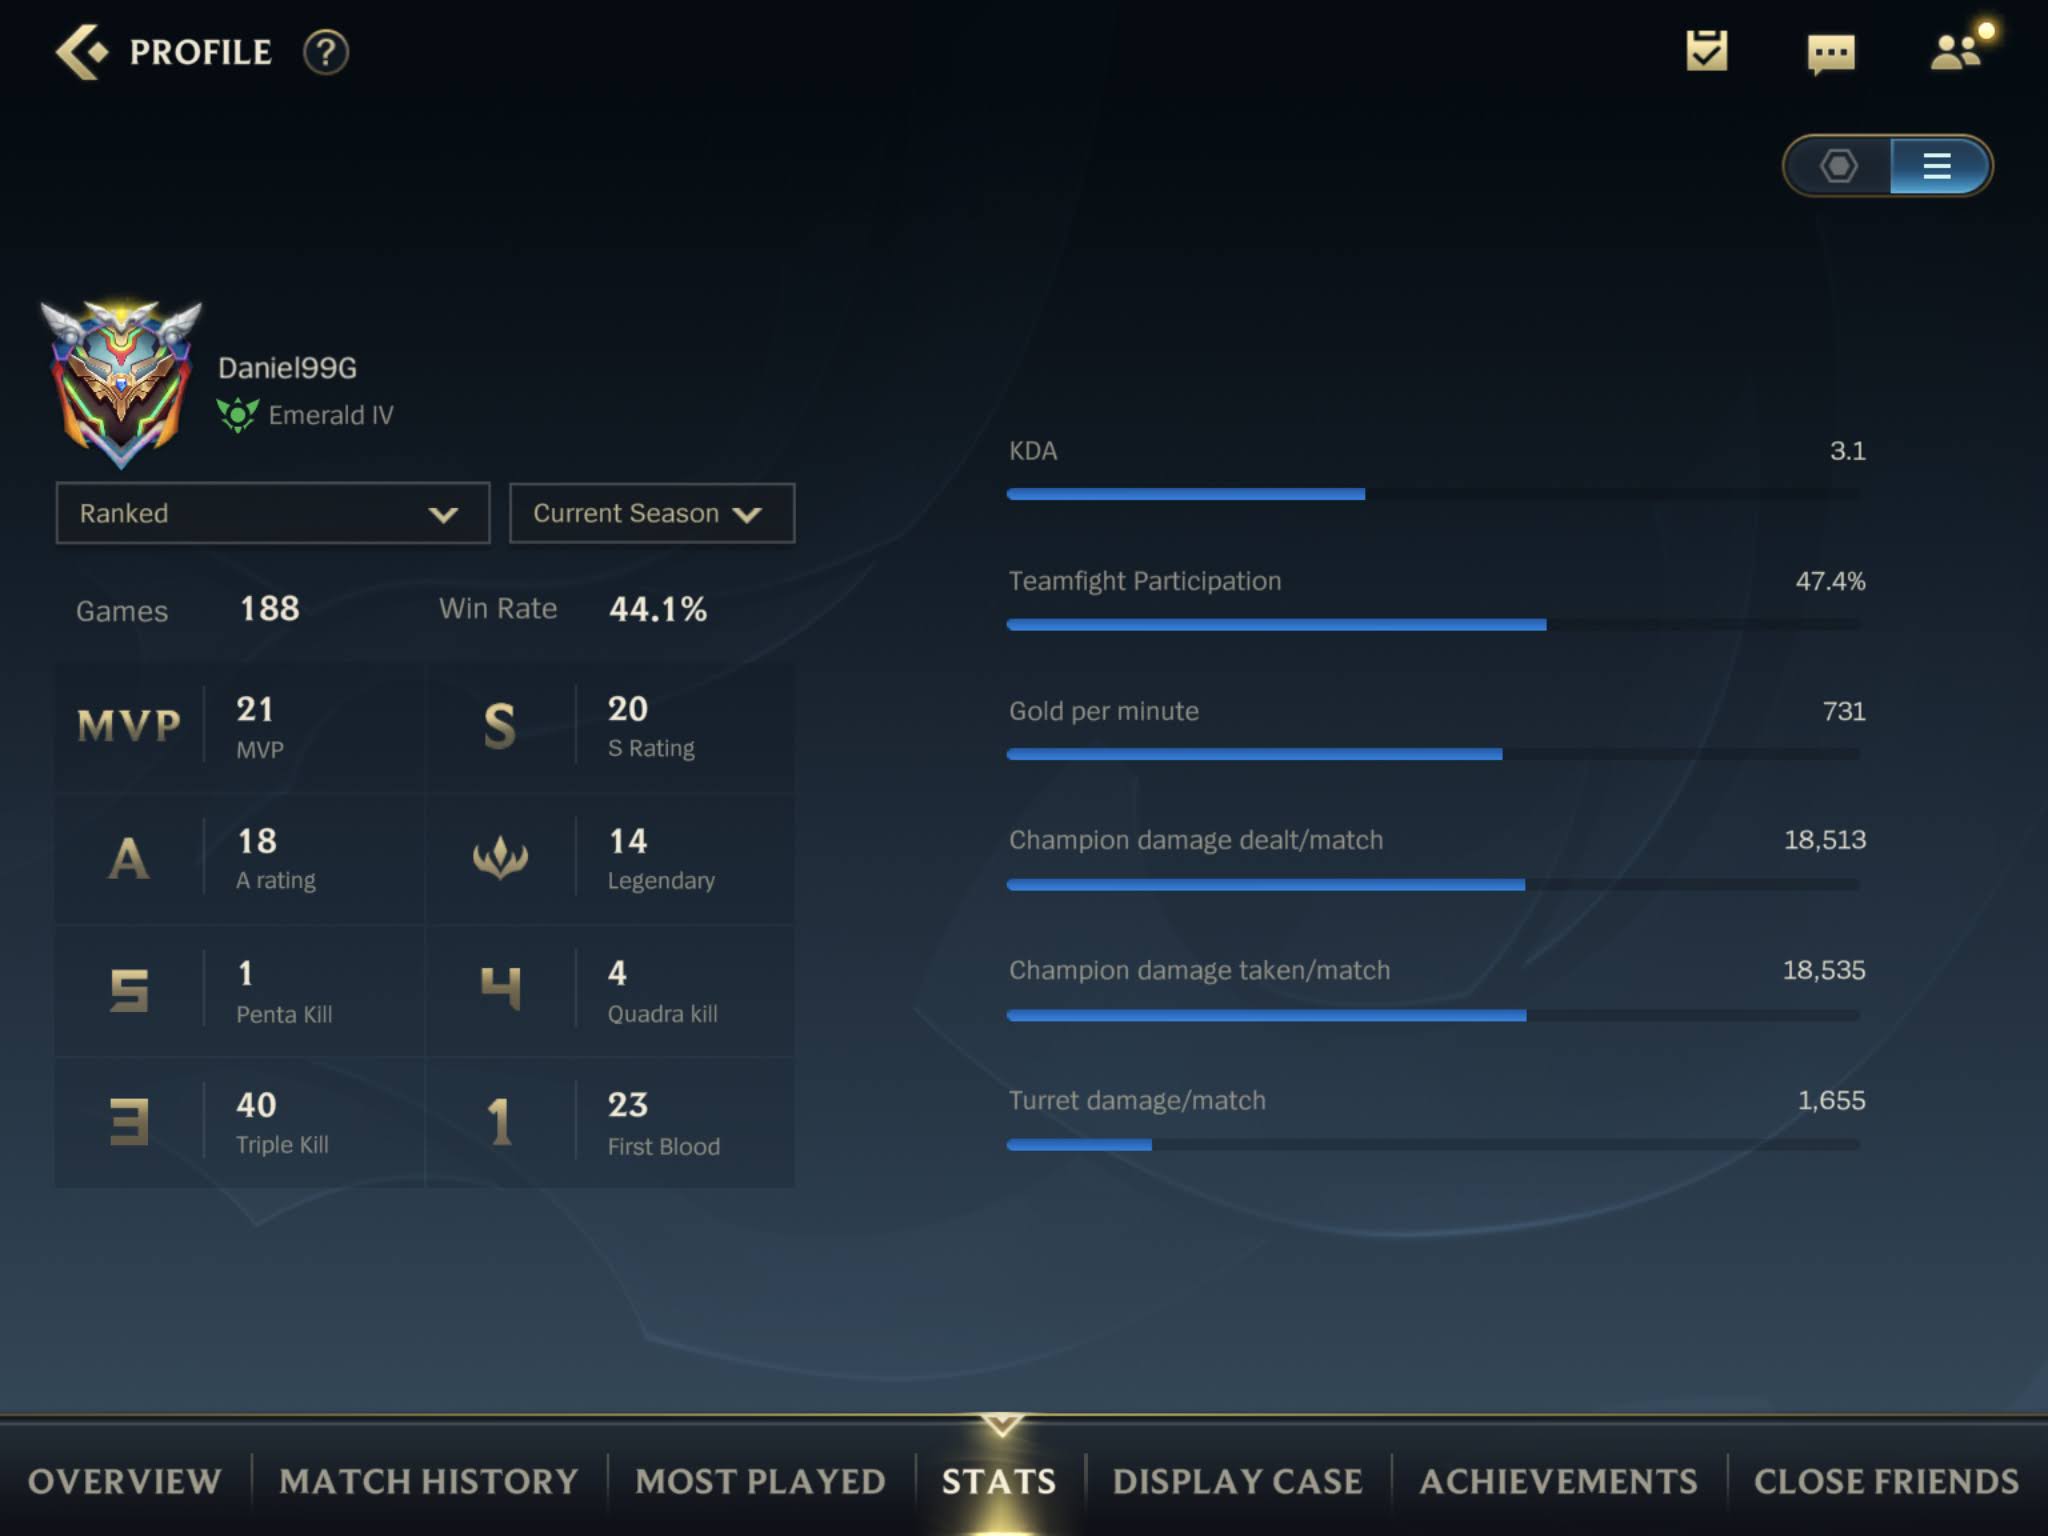 PROFILE ?
Daniel99G
Emerald IV
Ranked
Current Season
Games 188
Win Rate 44.1%
MVP 21 MVP
S 20 S Rating
A 18 A rating
14 Legendary
5 1 Penta Kill
4 4 Quadra kill
3 40 Triple Kill
1 23 First Blood
KDA 3.1
Teamfight Participation 47.4%
Gold per minute 731
Champion damage dealt/match 18,513
Champion damage taken/match 18,535
Turret damage/match 1,655
OVERVIEW MATCH HISTORY MOST PLAYED STATS DISPLAY CASE ACHIEVEMENTS CLOSE FRIENDS